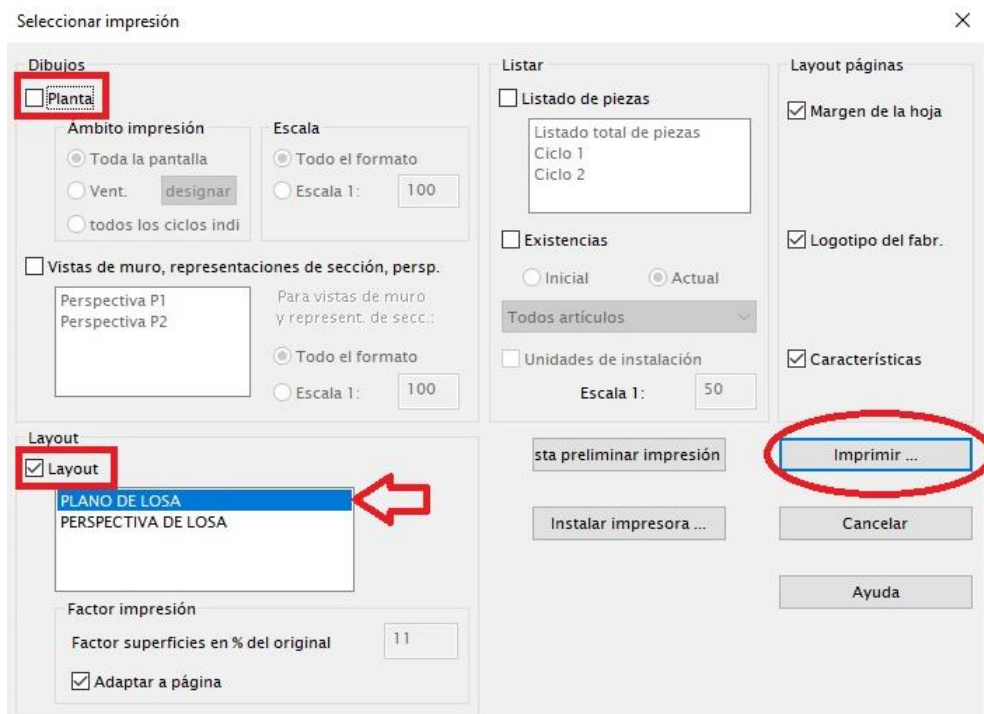 Seleccionar impresión
Dibujos
Planta
Ambito impresión
Toda la pantalla
Vent.
designar
todos los ciclos indi
Escala
Todo el formato
Escala 1:
100
Vistas de muro, representaciones de sección, persp.
Perspectiva P1
Perspectiva P2
Para vistas de muro
y represent. de secc.:
Todo el formato
Escala 1:
100
Listar
Listado de piezas
Listado total de piezas
Ciclo 1
Ciclo 2
Existencias
Inicial
Actual
Todos artículos
Unidades de instalación
Escala 1:
50
Layout páginas
Margen de la hoja
Logotipo del fabr.
Características
Layout
Layout
PLANO DE LOSA
PERSPECTIVA DE LOSA
Factor impresión
Factor superficies en % del original
11
Adaptar a página
sta preliminar impresión
Instalar impresora ...
Imprimir ...
Cancelar
Ayuda